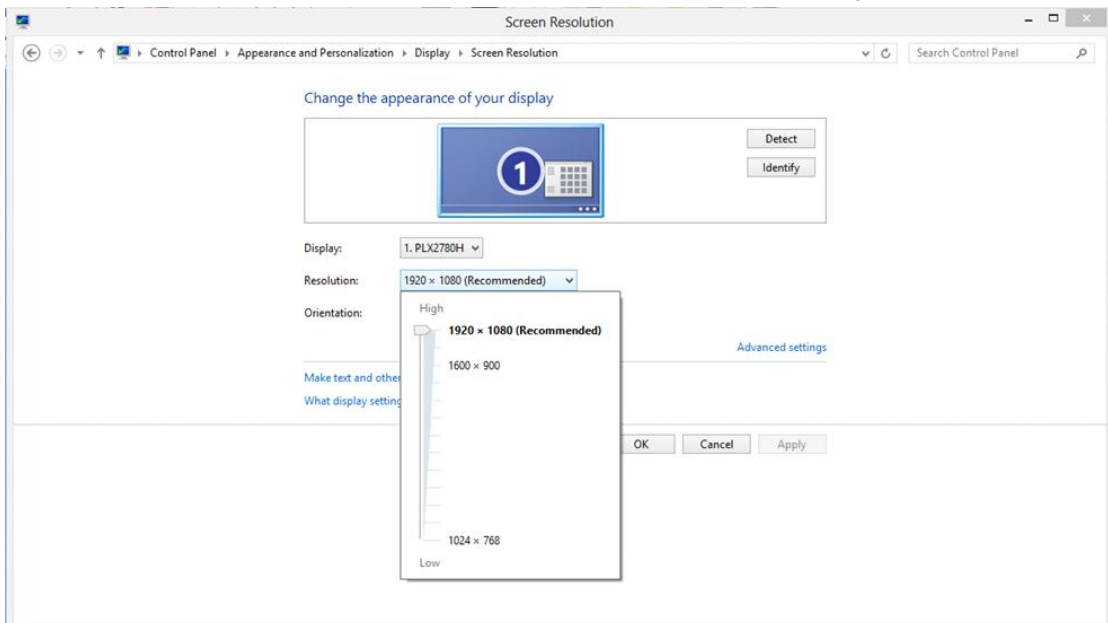 Screen Resolution
Control Panel Appearance and Personalization Display Screen Resolution
Search Control Panel
Change the appearance of your display
1
Detect
Identify
Display: 1. PLX2780H
Resolution: 1920 × 1080 (Recommended)
Orientation:
High
1920 × 1080 (Recommended)
1600 × 900
1024 × 768
Low
Advanced settings
Make text and other
What display setting
OK Cancel Apply